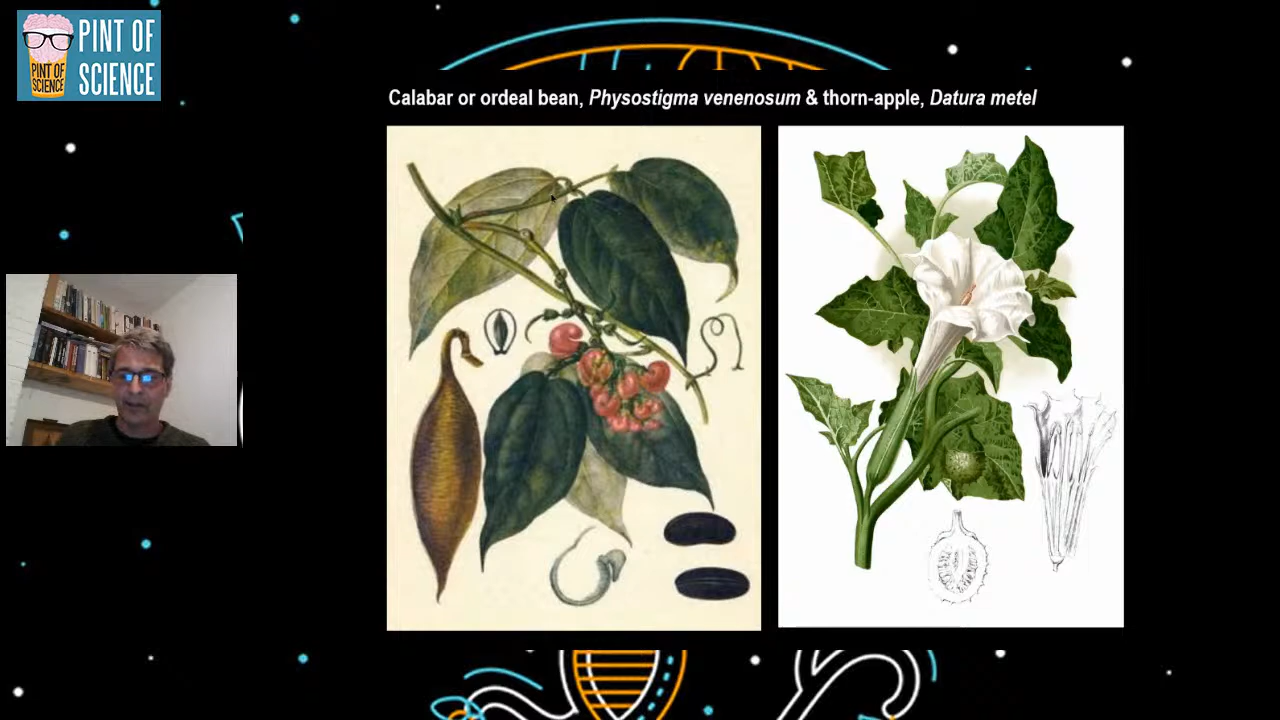 PINT OF
SCIENCE
PINT OF
SCIENCE
Calabar or ordeal bean, Physostigma venenosum & thorn-apple, Datura metel